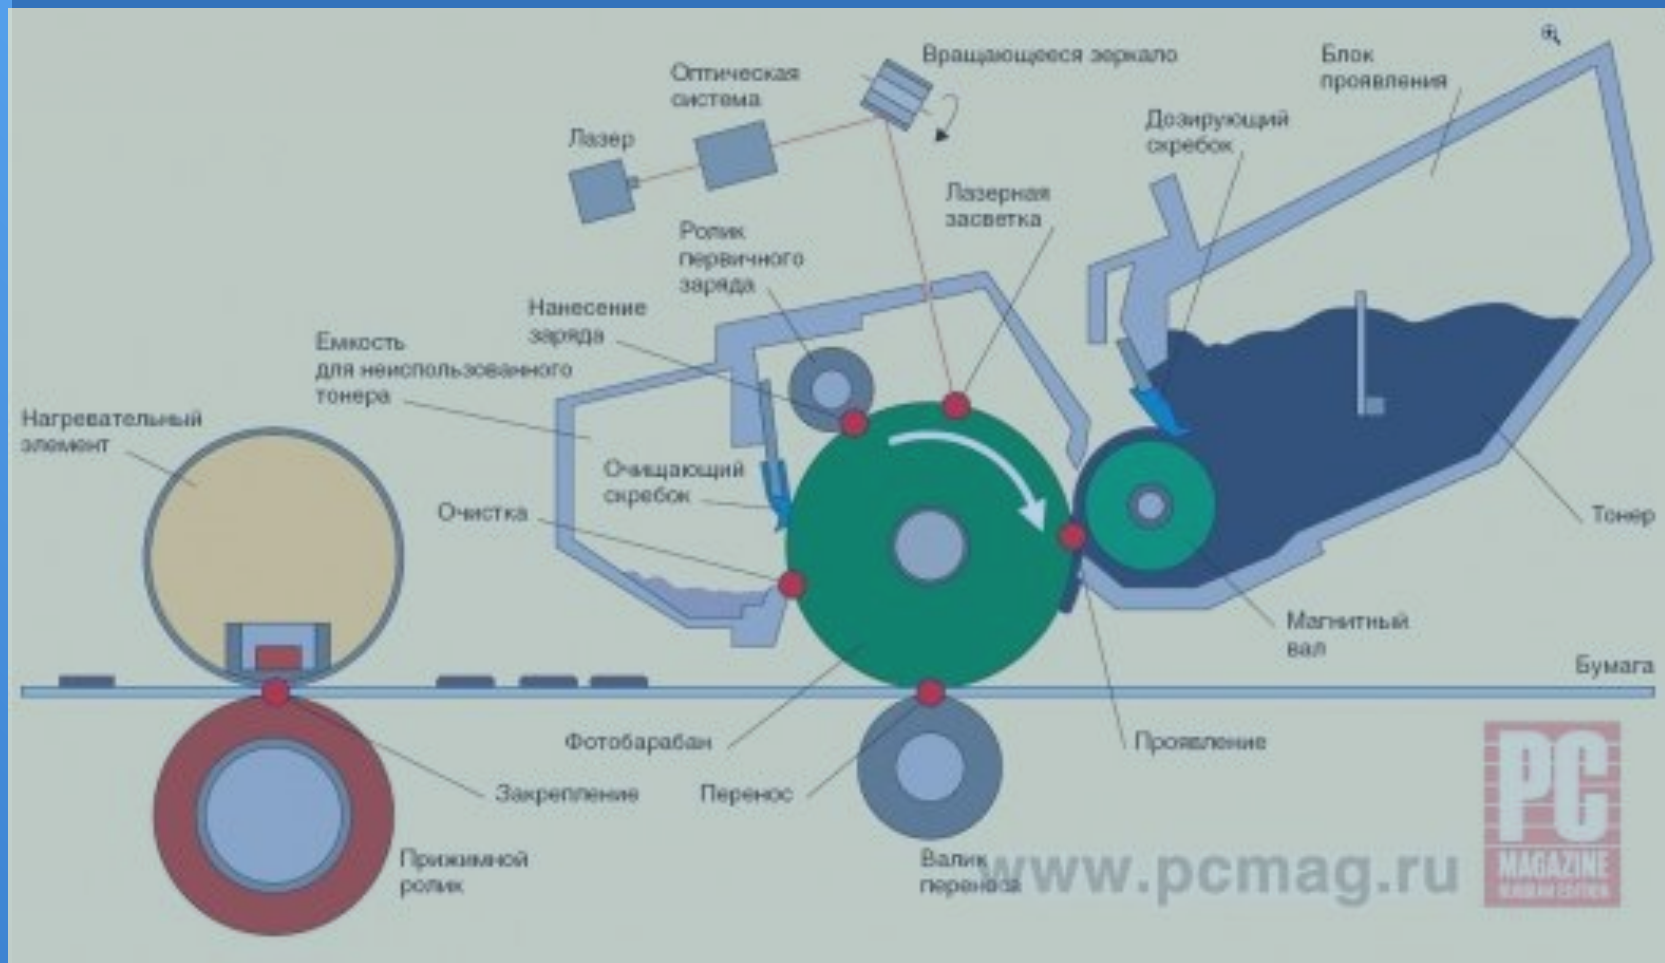 Вращающееся зеркало
Блок
проявления
Оптическая
система
Дозирующий
скребок
Лазер
Лазерная
засветка
Ролик
первичного
заряда
Нанесение
заряда
Емкость
для неиспользованного
тонера
Нагревательный
элемент
Очищающий
скребок
Очистка
Тонер
Магнитный
вал
Бумага
Фотобарабан
Проявление
Закрепление
Перенос
Прижимной
ролик
Валик
переноса
www.pcmag.ru
PC
MAGAZINE
RUSSIAN EDITION